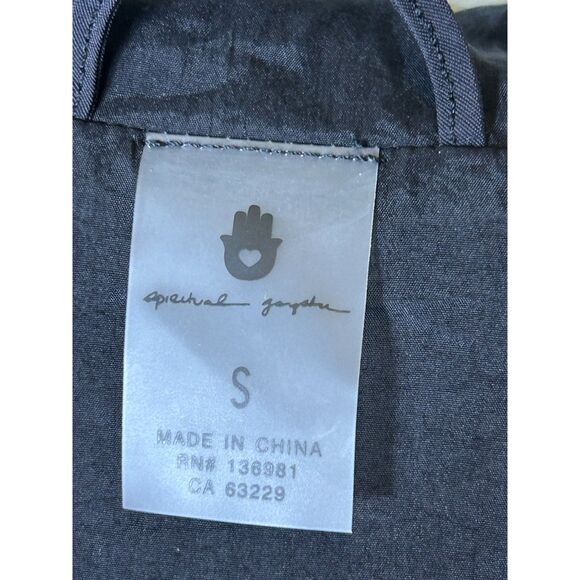 spiritual gangster
S
MADE IN CHINA
RN# 136981
CA 63229